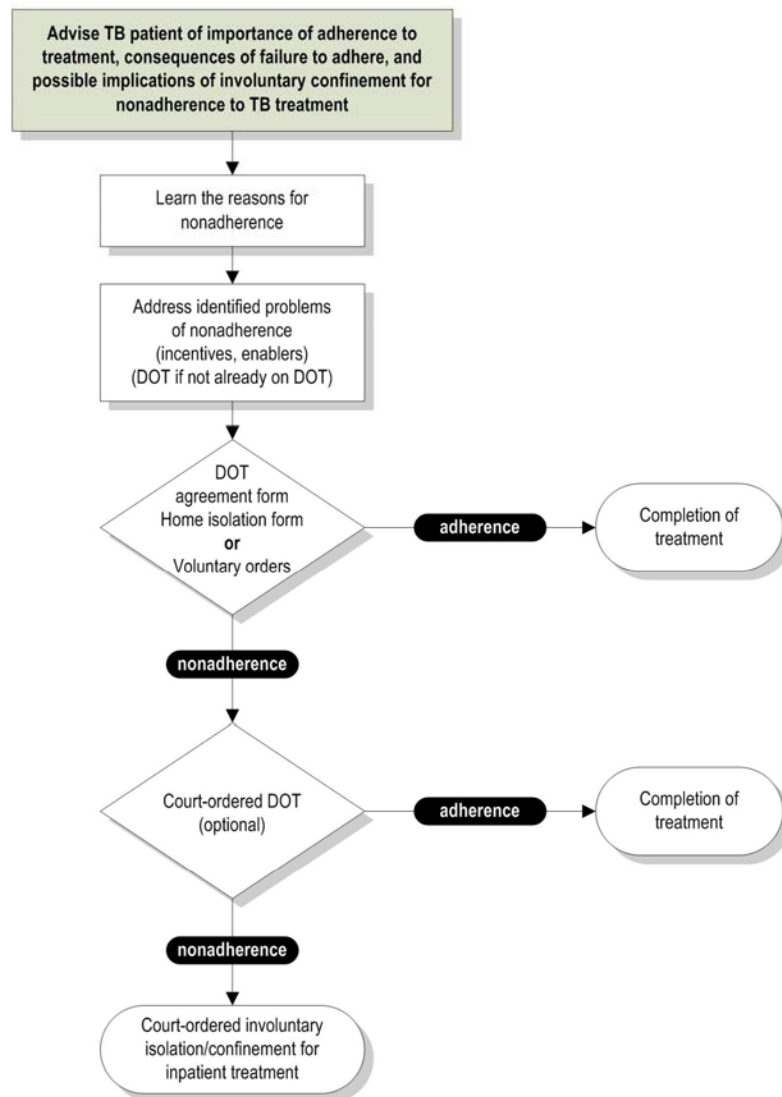 Advise TB patient of importance of adherence to
treatment, consequences of failure to adhere, and
possible implications of involuntary confinement for
nonadherence to TB treatment
Learn the reasons for
nonadherence
Address identified problems
of nonadherence
(incentives, enablers)
(DOT if not already on DOT)
DOT
agreement form
Home isolation form
or
Voluntary orders
adherence
Completion of
treatment
nonadherence
Court-ordered DOT
(optional)
adherence
Completion of
treatment
nonadherence
Court-ordered involuntary
isolation/confinement for
inpatient treatment